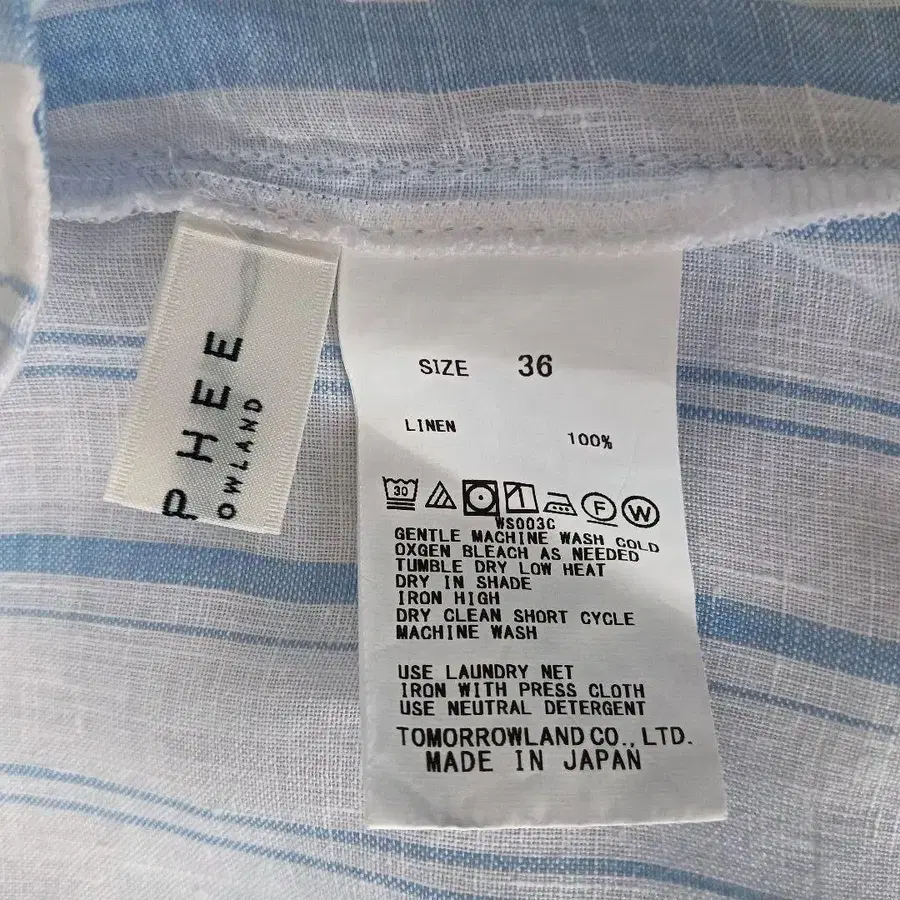 PHEE
OWLAND
SIZE 36
LINEN 100%
30 F W
WS003C
GENTLE MACHINE WASH COLD
OXGEN BLEACH AS NEEDED
TUMBLE DRY LOW HEAT
DRY IN SHADE
IRON HIGH
DRY CLEAN SHORT CYCLE
MACHINE WASH
USE LAUNDRY NET
IRON WITH PRESS CLOTH
USE NEUTRAL DETERGENT
TOMORROWLAND CO., LTD.
MADE IN JAPAN